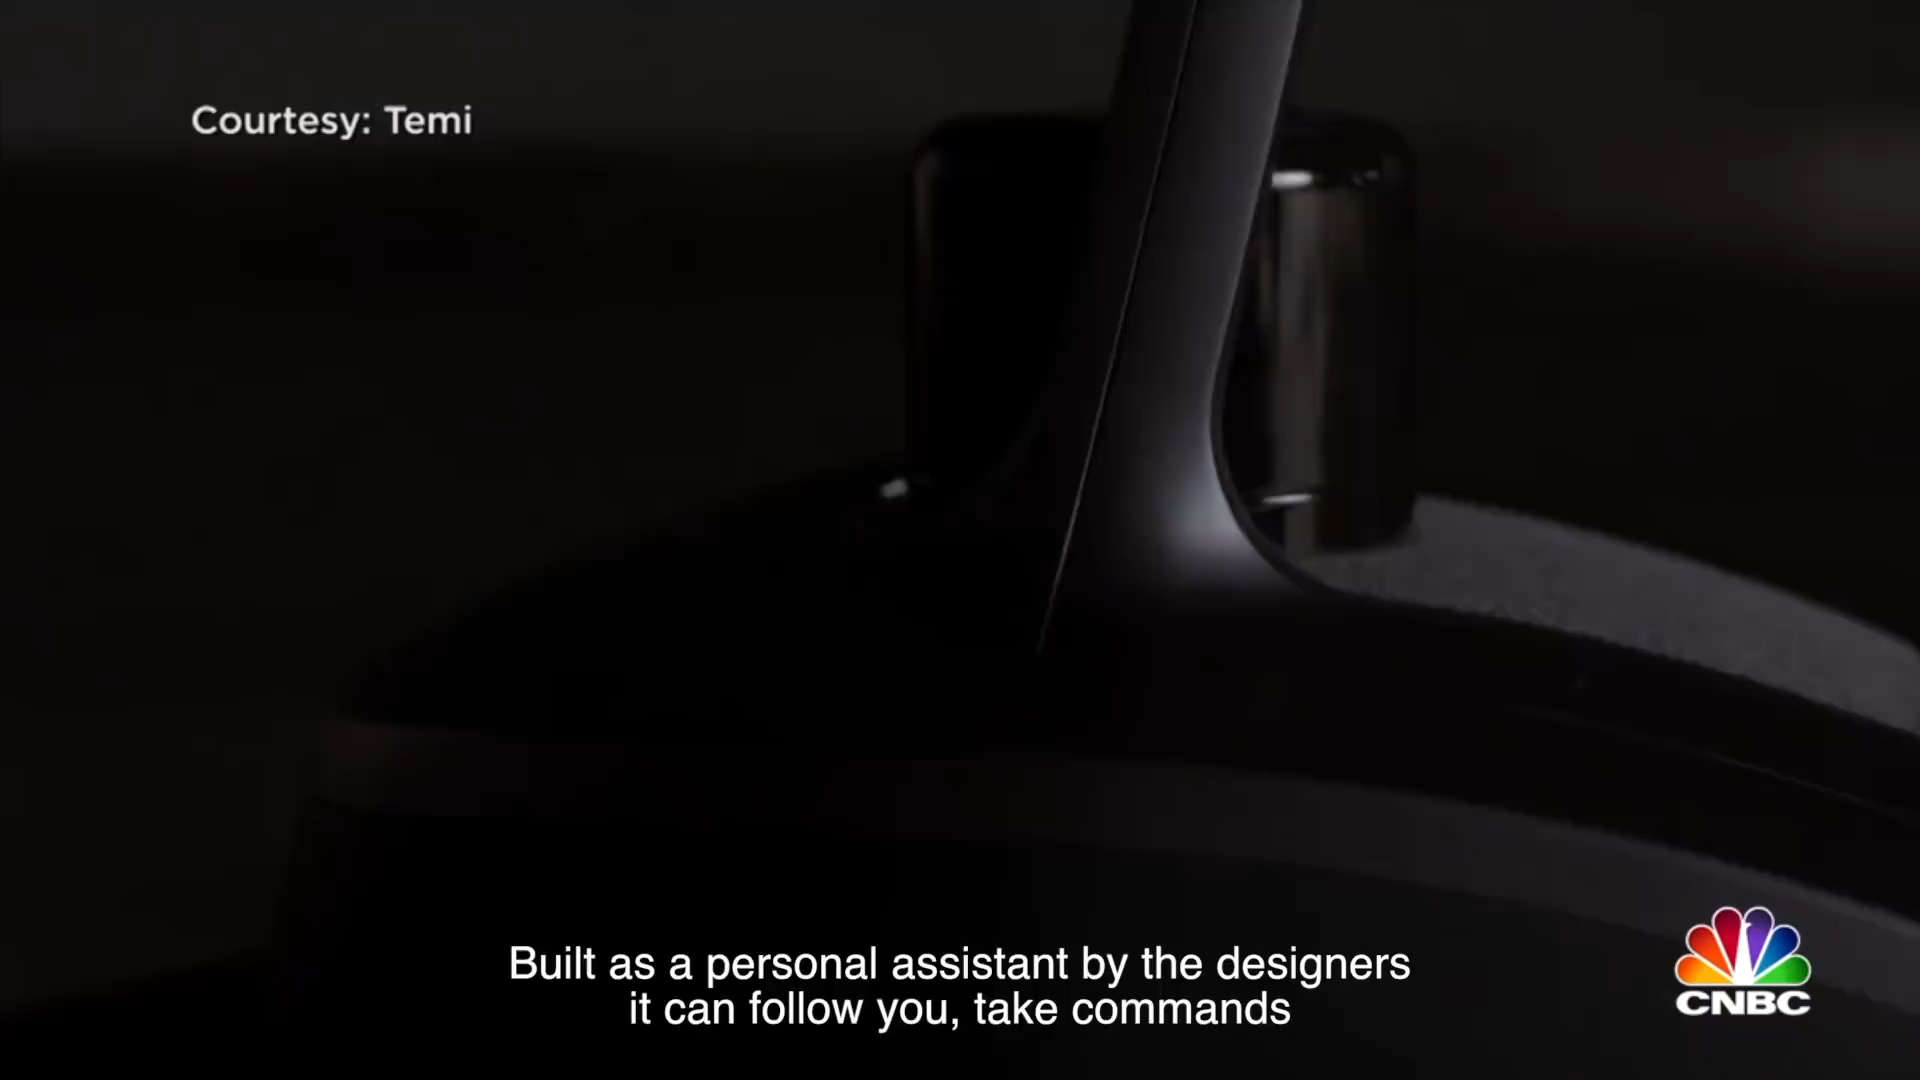 Courtesy: Temi
Built as a personal assistant by the designers
it can follow you, take commands
CNBC